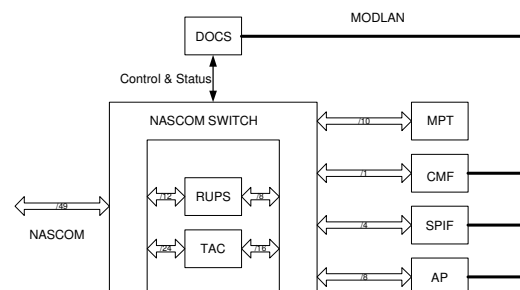 MODLAN
DOCS
Control & Status
NASCOM SWITCH
/10
MPT
/1
CMF
/12
RUPS
/8
/49
NASCOM
/4
SPIF
/24
TAC
/16
/8
AP